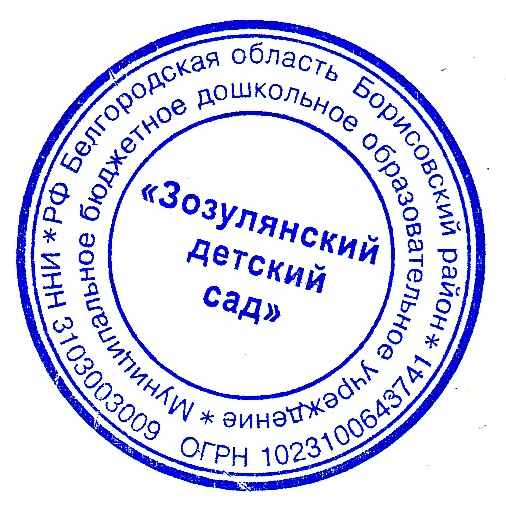 * РФ Белгородская область Борисовский район *
ОГРН 1023100643741
ИНН 3103003009
* Муниципальное бюджетное дошкольное образовательное учреждение
«Зозулянский
детский
сад»